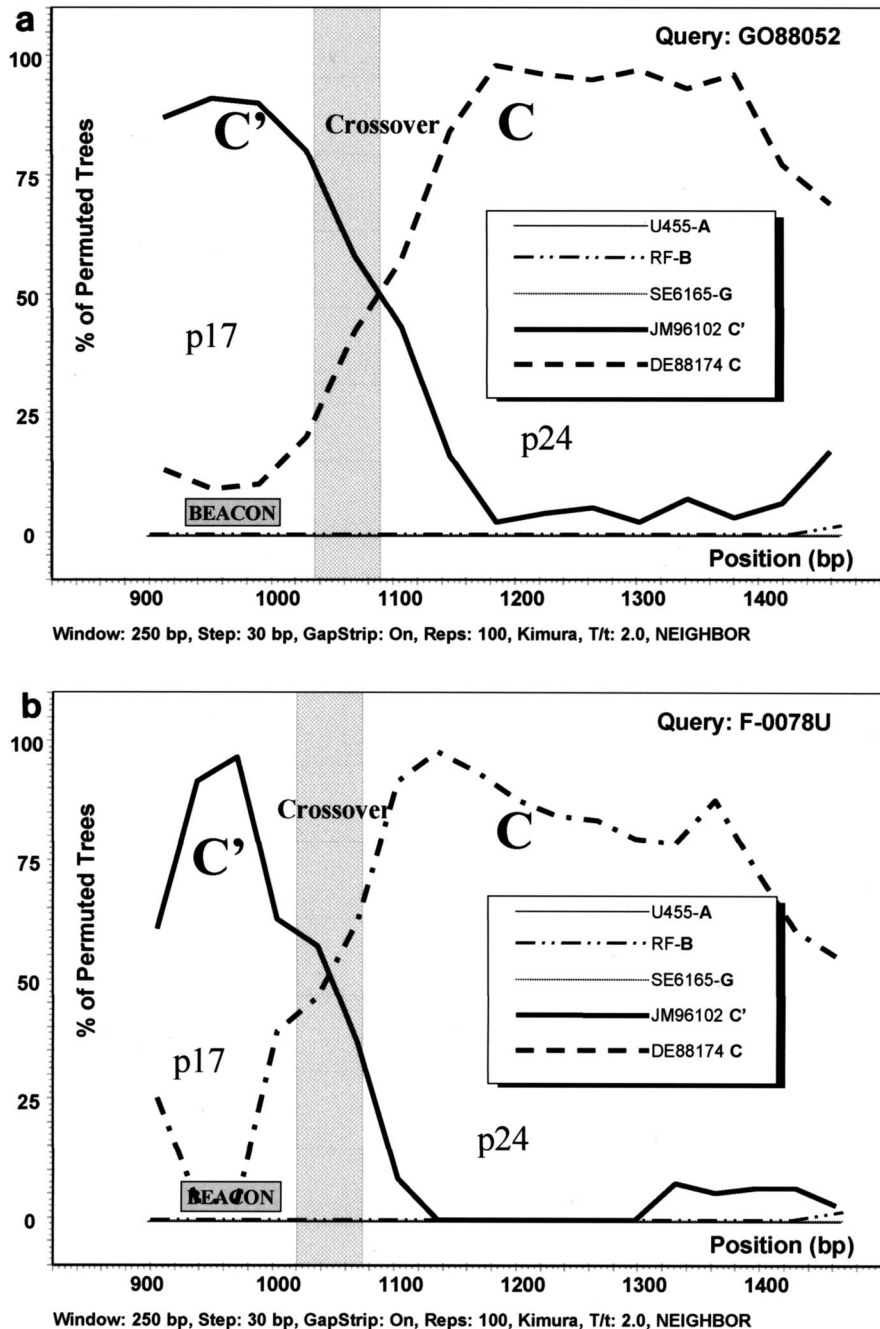 a
Query: GO88052
100
75
50
25
0
% of Permuted Trees
C’
Crossover
C
p17
p24
U455-A
RF-B
SE6165-G
JM96102 C’
DE88174 C
BEACON
Position (bp)
900 1000 1100 1200 1300 1400
Window: 250 bp, Step: 30 bp, GapStrip: On, Reps: 100, Kimura, T/t: 2.0, NEIGHBOR
b
Query: F-0078U
100
75
50
25
0
% of Permuted Trees
C’
Crossover
C
p17
p24
U455-A
RF-B
SE6165-G
JM96102 C’
DE88174 C
BEACON
Position (bp)
900 1000 1100 1200 1300 1400
Window: 250 bp, Step: 30 bp, GapStrip: On, Reps: 100, Kimura, T/t: 2.0, NEIGHBOR